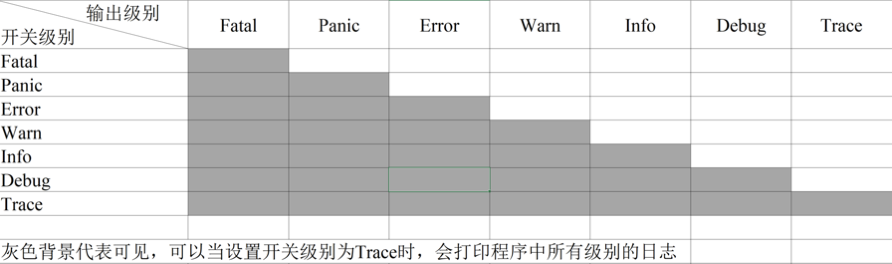 输出级别
开关级别
Fatal Panic Error Warn Info Debug Trace
Fatal
Panic
Error
Warn
Info
Debug
Trace
灰色背景代表可见，可以当设置开关级别为Trace时，会打印程序中所有级别的日志